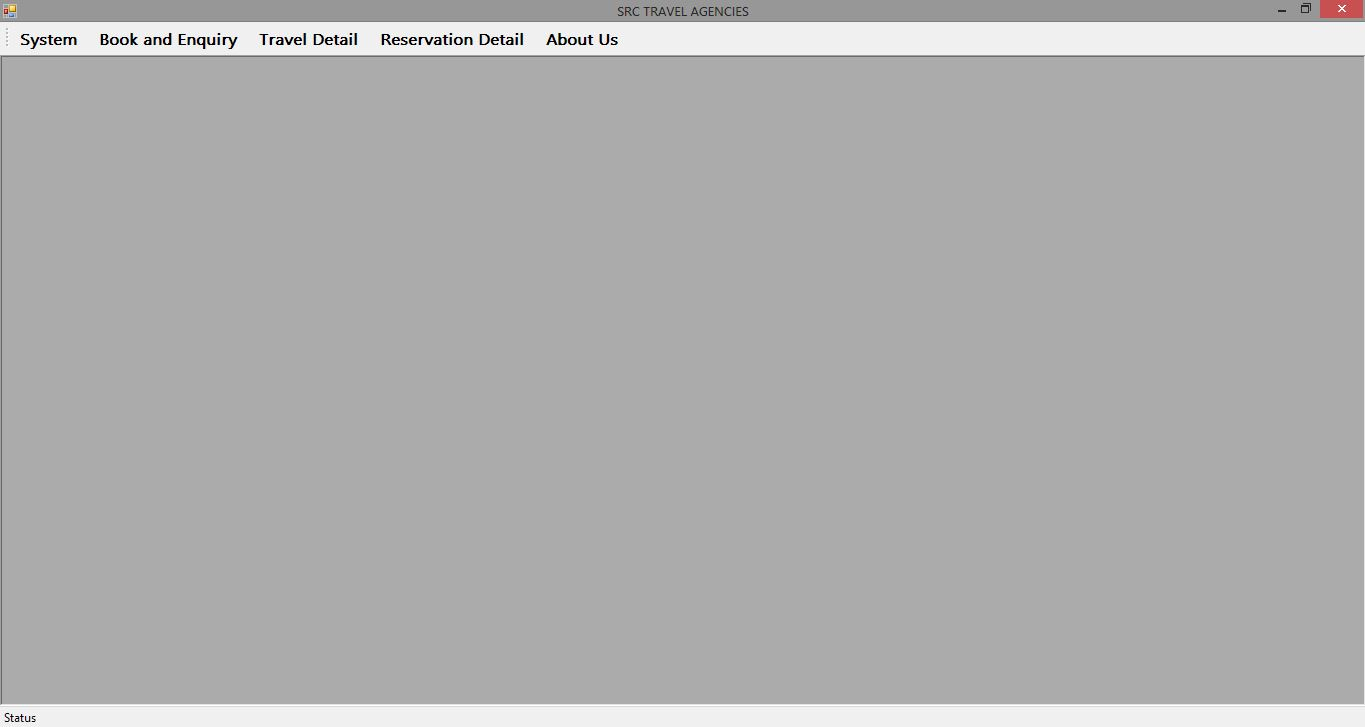 SRC TRAVEL AGENCIES
System Book and Enquiry Travel Detail Reservation Detail About Us
Status